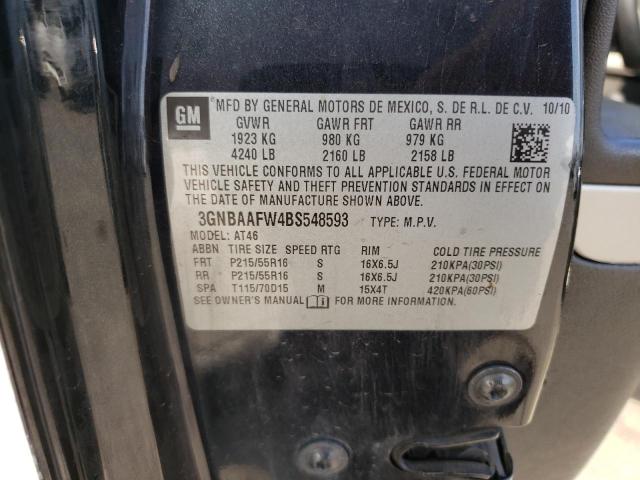 GM
MFD BY GENERAL MOTORS DE MEXICO, S. DE R.L. DE C.V. 10/10
GVWR GAWR FRT GAWR RR
1923 KG 980 KG 979 KG
4240 LB 2160 LB 2158 LB
THIS VEHICLE CONFORMS TO ALL APPLICABLE U.S. FEDERAL MOTOR
VEHICLE SAFETY AND THEFT PREVENTION STANDARDS IN EFFECT ON
THE DATE OF MANUFACTURE SHOWN ABOVE.
3GNBAAFW4BS548593 TYPE: M.P.V.
MODEL: AT46
ABBN TIRE SIZE SPEED RTG RIM COLD TIRE PRESSURE
FRT P215/55R16 S 16X6.5J 210KPA(30PSI)
RR P215/55R16 S 16X6.5J 210KPA(30PSI)
SPA T115/70D15 M 15X4T 420KPA(60PSI)
SEE OWNER'S MANUAL FOR MORE INFORMATION.